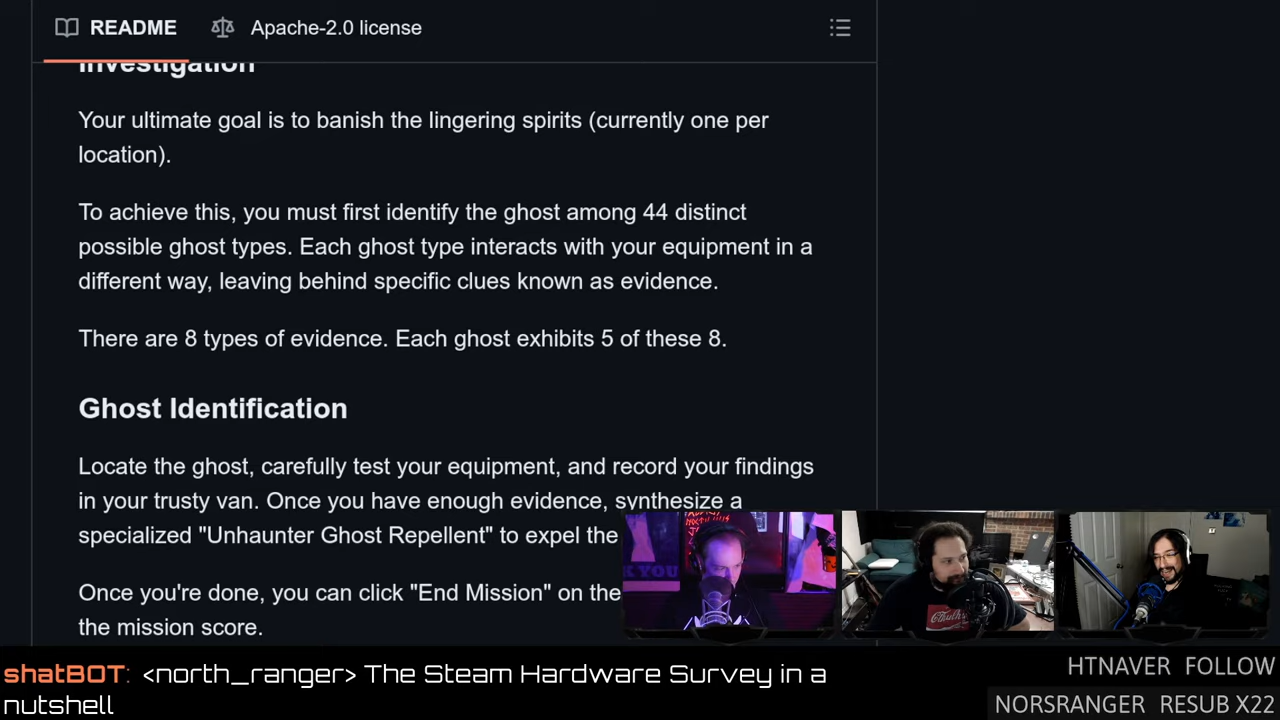 README
Apache-2.0 license
Investigation
Your ultimate goal is to banish the lingering spirits (currently one per
location).
To achieve this, you must first identify the ghost among 44 distinct
possible ghost types. Each ghost type interacts with your equipment in a
different way, leaving behind specific clues known as evidence.
There are 8 types of evidence. Each ghost exhibits 5 of these 8.
Ghost Identification
Locate the ghost, carefully test your equipment, and record your findings
in your trusty van. Once you have enough evidence, synthesize a
specialized "Unhaunter Ghost Repellent" to expel the
Once you're done, you can click "End Mission" on the
the mission score.
shatBOT: <north_ranger> The Steam Hardware Survey in a
nutshell
HTNAVER FOLLOW
NORSRANGER RESUB X22